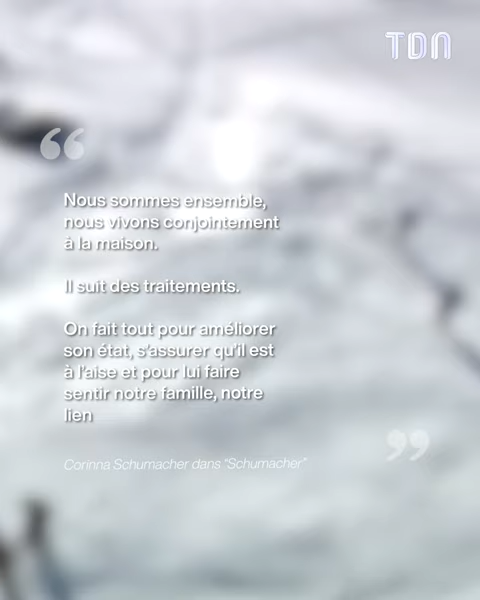 TDN
“
Nous sommes ensemble,
nous vivons conjointement
à la maison.
Il suit des traitements.
On fait tout pour améliorer
son état, s'assurer qu'il est
à l'aise et pour lui faire
sentir notre famille, notre
lien
”
Corinna Schumacher dans "Schumacher"